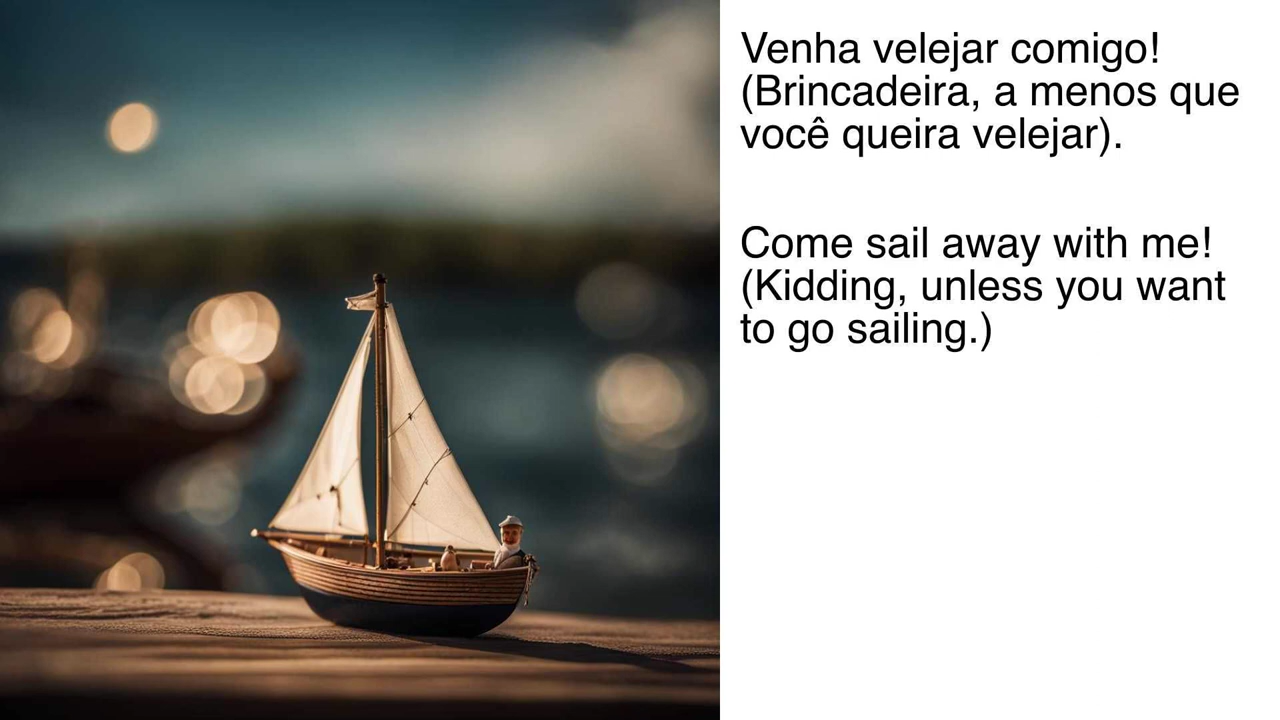 Venha velejar comigo!
(Brincadeira, a menos que
você queira velejar).
Come sail away with me!
(Kidding, unless you want
to go sailing.)